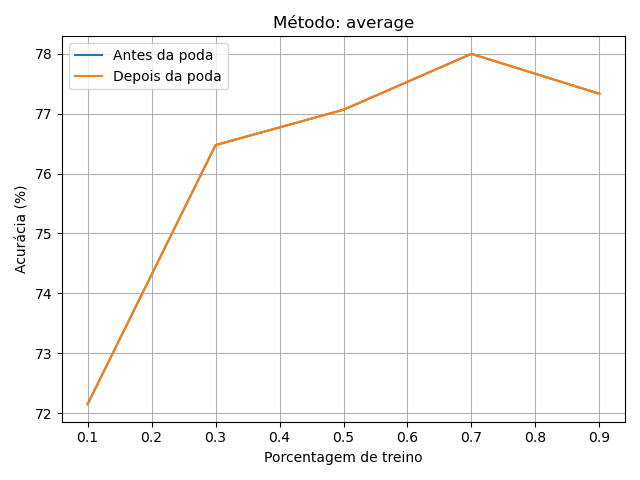 Método: average
Antes da poda
Depois da poda
Acurácia (%)
78
77
76
75
74
73
72
0.1 0.2 0.3 0.4 0.5 0.6 0.7 0.8 0.9
Porcentagem de treino